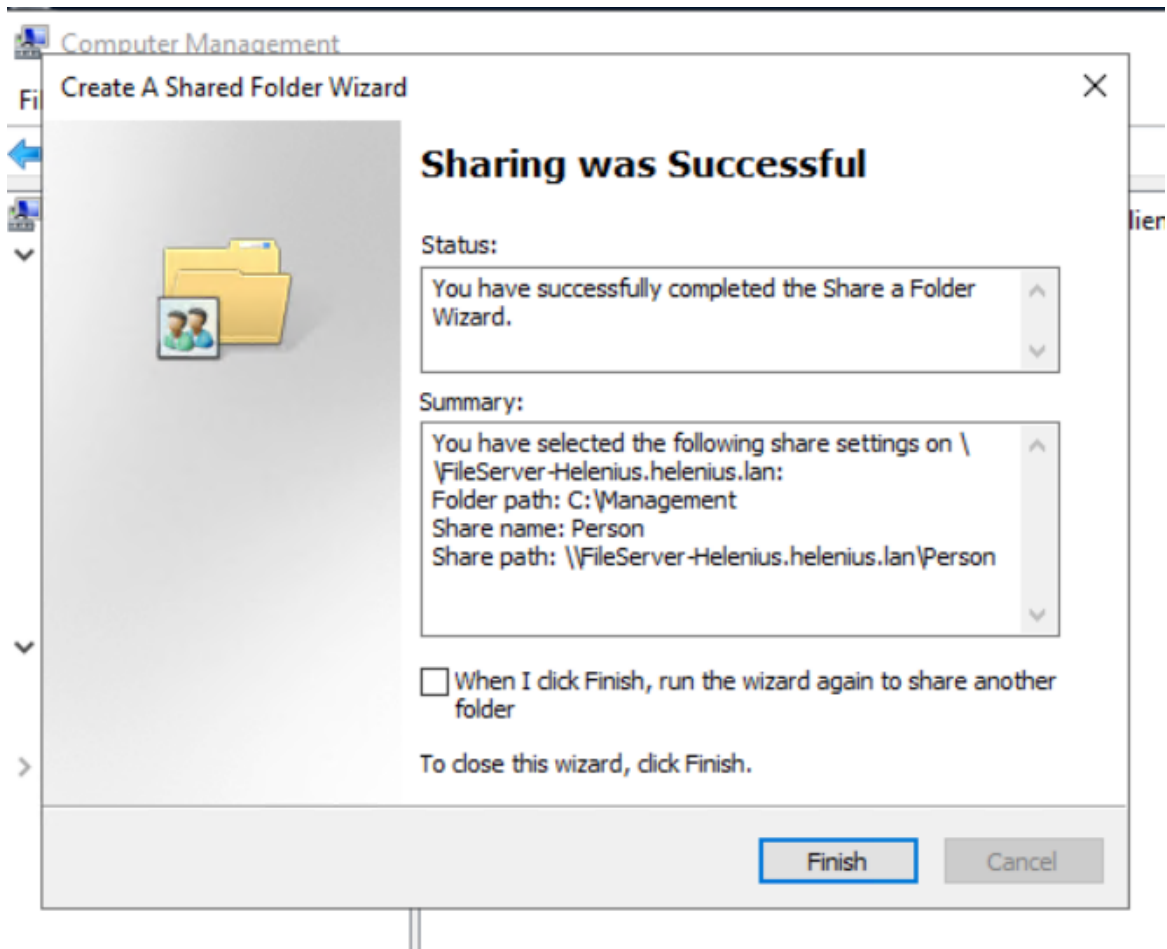 Computer Management
Create A Shared Folder Wizard
Fil
Sharing was Successful
lien
Status:
You have successfully completed the Share a Folder
Wizard.
Summary:
You have selected the following share settings on \
\FileServer-Helenius.helenius.lan:
Folder path: C:\Management
Share name: Person
Share path: \\FileServer-Helenius.helenius.lan\Person
When I click Finish, run the wizard again to share another
folder
To close this wizard, click Finish.
Finish
Cancel